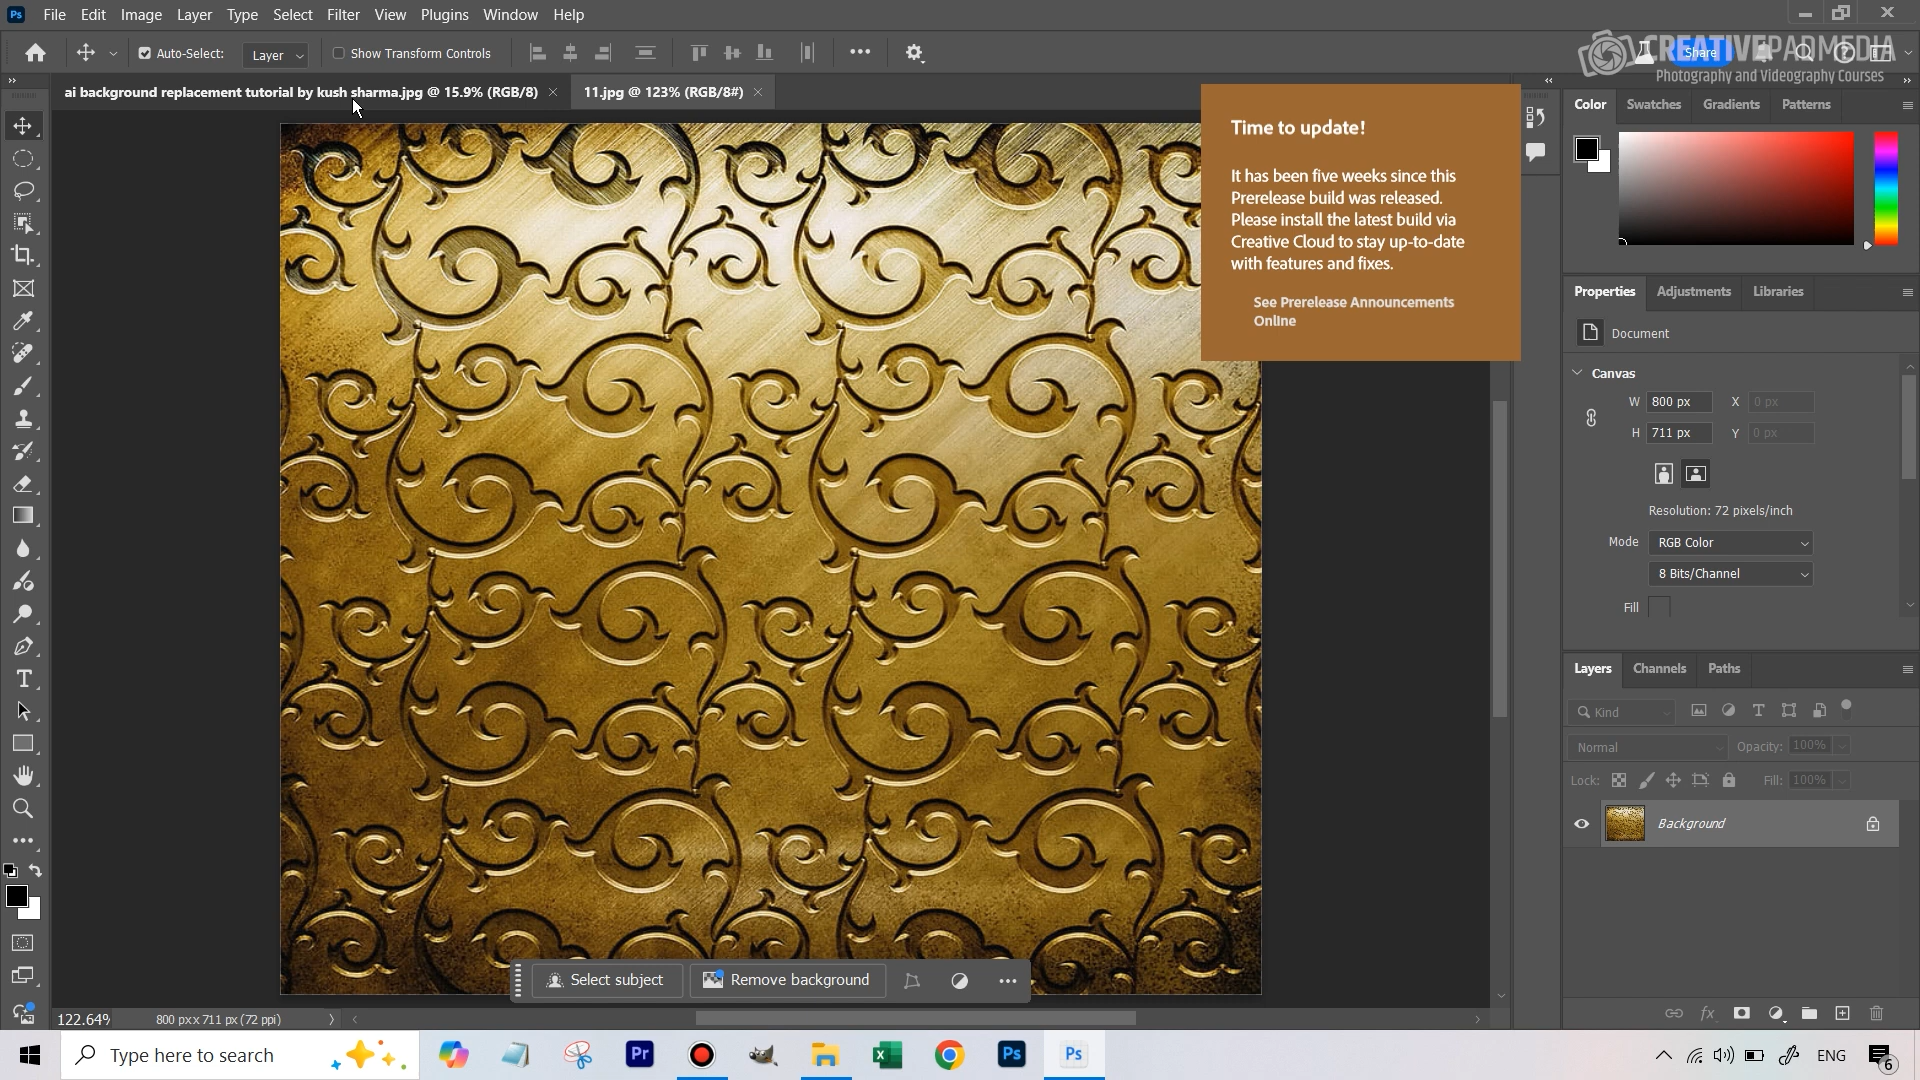 File Edit Image Layer Type Select Filter View Plugins Window Help
Auto-Select: Layer Show Transform Controls
Share
CREATIVEPADMEDIA
Photography and Videography Courses
ai background replacement tutorial by kush sharma.jpg @ 15.9% (RGB/8) 11.jpg @ 123% (RGB/8#)
Time to update!
It has been five weeks since this
Prerelease build was released.
Please install the latest build via
Creative Cloud to stay up-to-date
with features and fixes.
See Prerelease Announcements
Online
Color Swatches Gradients Patterns
Properties Adjustments Libraries
Document
Canvas
W 800 px X 0 px
H 711 px Y 0 px
Resolution: 72 pixels/inch
Mode RGB Color
8 Bits/Channel
Fill
Layers Channels Paths
Kind
Normal Opacity: 100%
Lock: Fill: 100%
Background
Select subject Remove background
122.64% 800 px x 711 px (72 ppi)
Type here to search
Pr Ps Ps
ENG
6